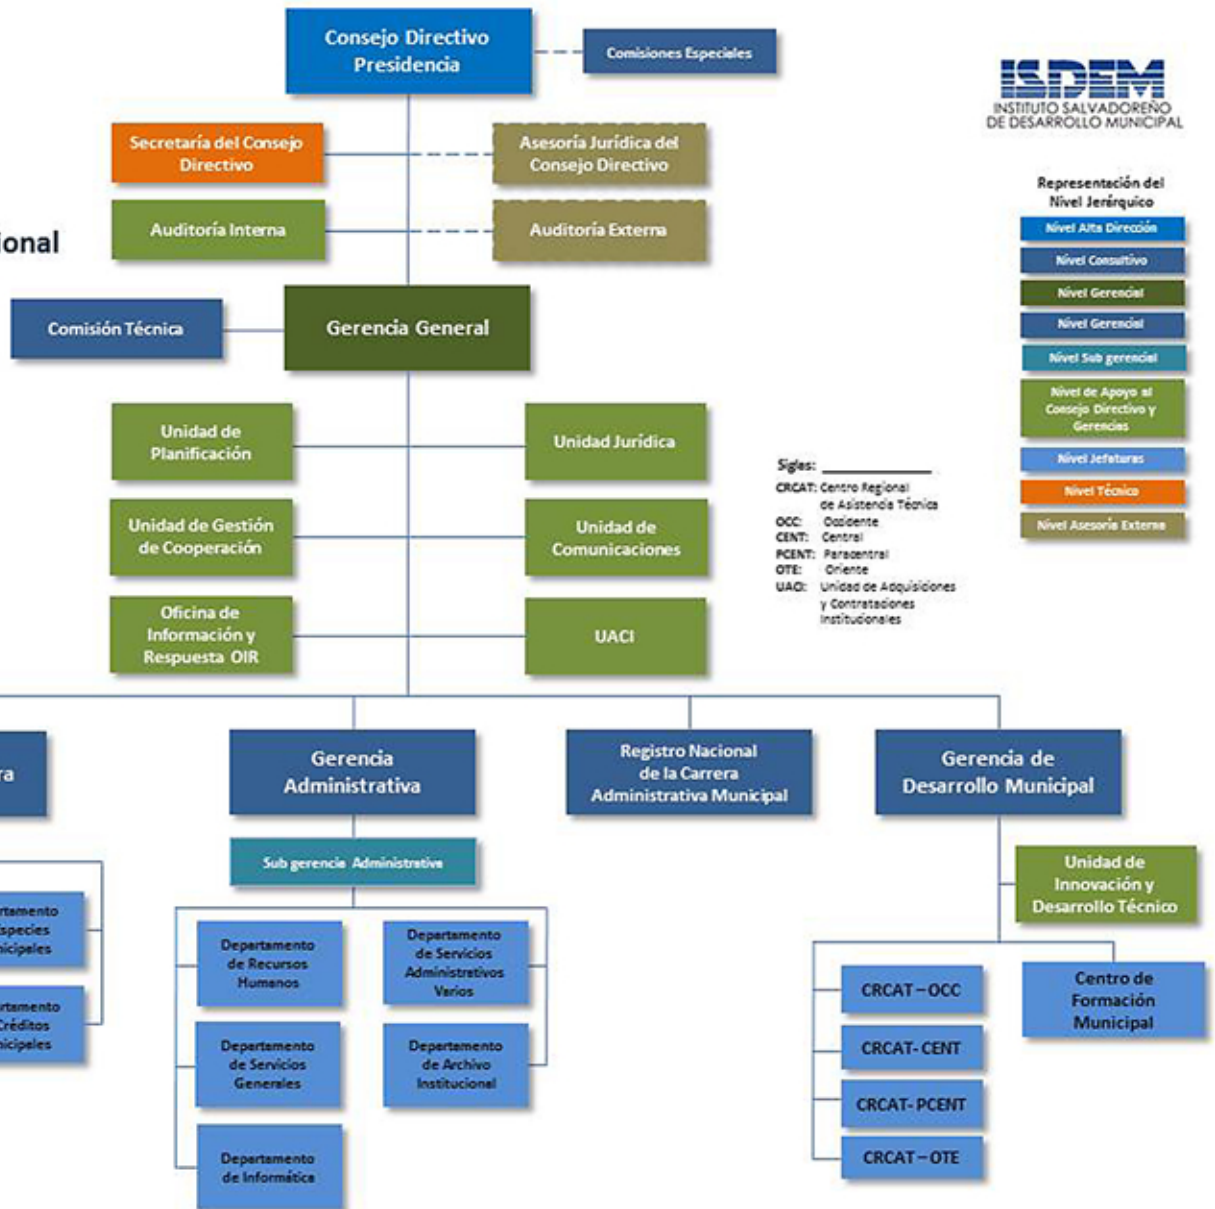 Consejo Directivo
Presidencia
Comisiones Especiales
ISDEM
INSTITUTO SALVADOREÑO
DE DESARROLLO MUNICIPAL
Secretaría del Consejo
Directivo
Asesoría Jurídica del
Consejo Directivo
Auditoría Interna
Auditoría Externa
ional
Comisión Técnica
Gerencia General
Representación del
Nivel Jerárquico
Nivel Alta Dirección
Nivel Consultivo
Nivel Gerencial
Nivel Gerencial
Nivel Sub gerencial
Nivel de Apoyo al
Consejo Directivo y
Gerencias
Nivel Jefaturas
Nivel Técnico
Nivel Asesoría Externa
Unidad de
Planificación
Unidad Jurídica
Unidad de Gestión
de Cooperación
Unidad de
Comunicaciones
Oficina de
Información y
Respuesta OIR
UACI
Siglas:
CRCAT: Centro Regional
de Asistencia Técnica
OCC: Occidente
CENT: Central
PCENT: Paracentral
OTE: Oriente
UACI: Unidad de Adquisiciones
y Contrataciones
Institucionales
ra
Gerencia
Administrativa
Registro Nacional
de la Carrera
Administrativa Municipal
Gerencia de
Desarrollo Municipal
Sub gerencia Administrativa
Unidad de
Innovación y
Desarrollo Técnico
rtamento
species
nicipales
rtamento
Créditos
nicipales
Departamento
de Recursos
Humanos
Departamento
de Servicios
Administrativos
Varios
Departamento
de Servicios
Generales
Departamento
de Archivo
Institucional
Departamento
de Informática
CRCAT – OCC
CRCAT- CENT
CRCAT- PCENT
CRCAT – OTE
Centro de
Formación
Municipal